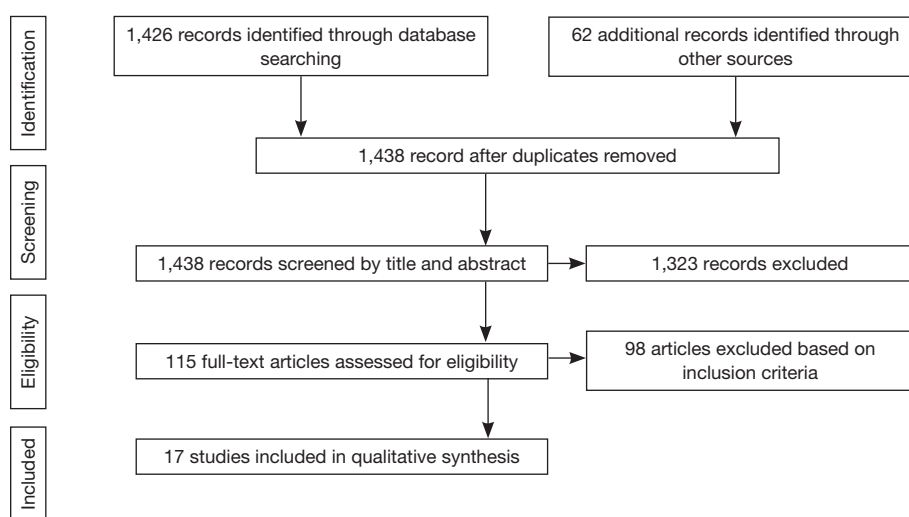 Identification
1,426 records identified through database
searching
62 additional records identified through
other sources
1,438 record after duplicates removed
Screening
1,438 records screened by title and abstract
1,323 records excluded
Eligibility
115 full-text articles assessed for eligibility
98 articles excluded based on
inclusion criteria
Included
17 studies included in qualitative synthesis